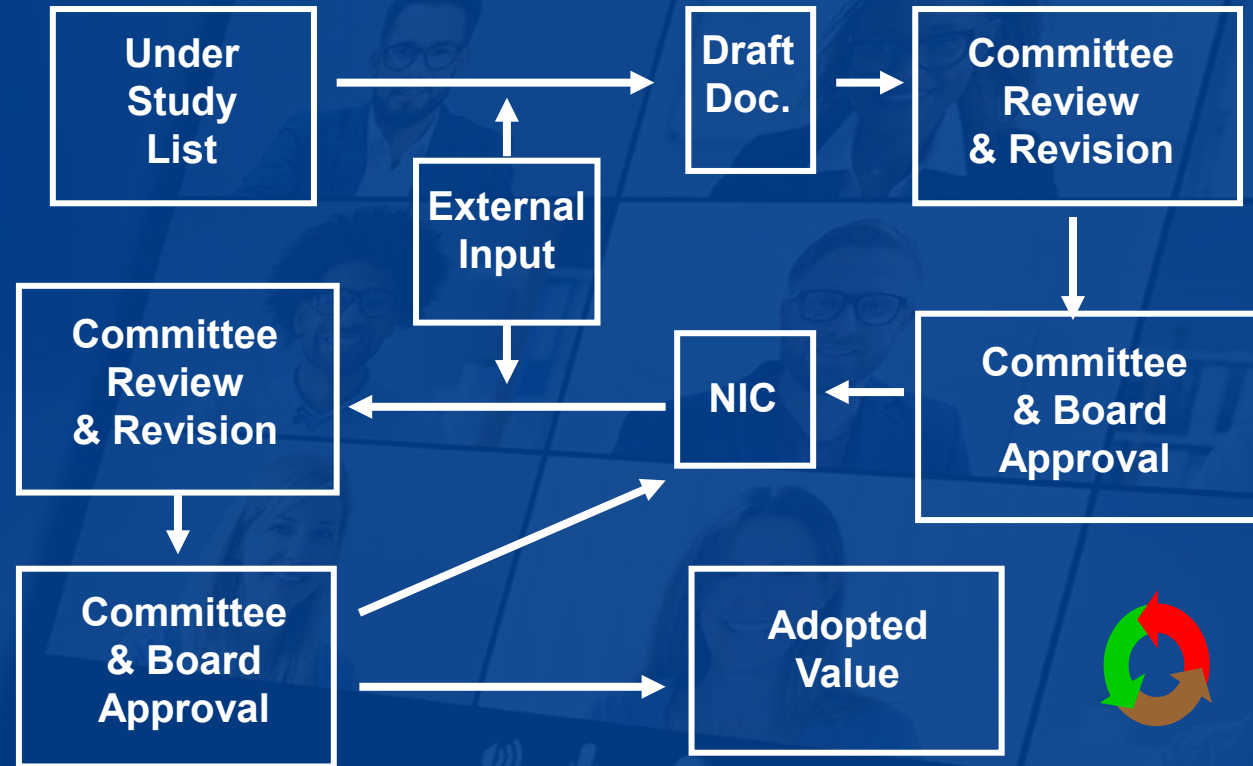 Under
Study
List
Draft
Doc.
Committee
Review
& Revision
External
Input
Committee
Review
& Revision
NIC
Committee
& Board
Approval
Committee
& Board
Approval
Adopted
Value